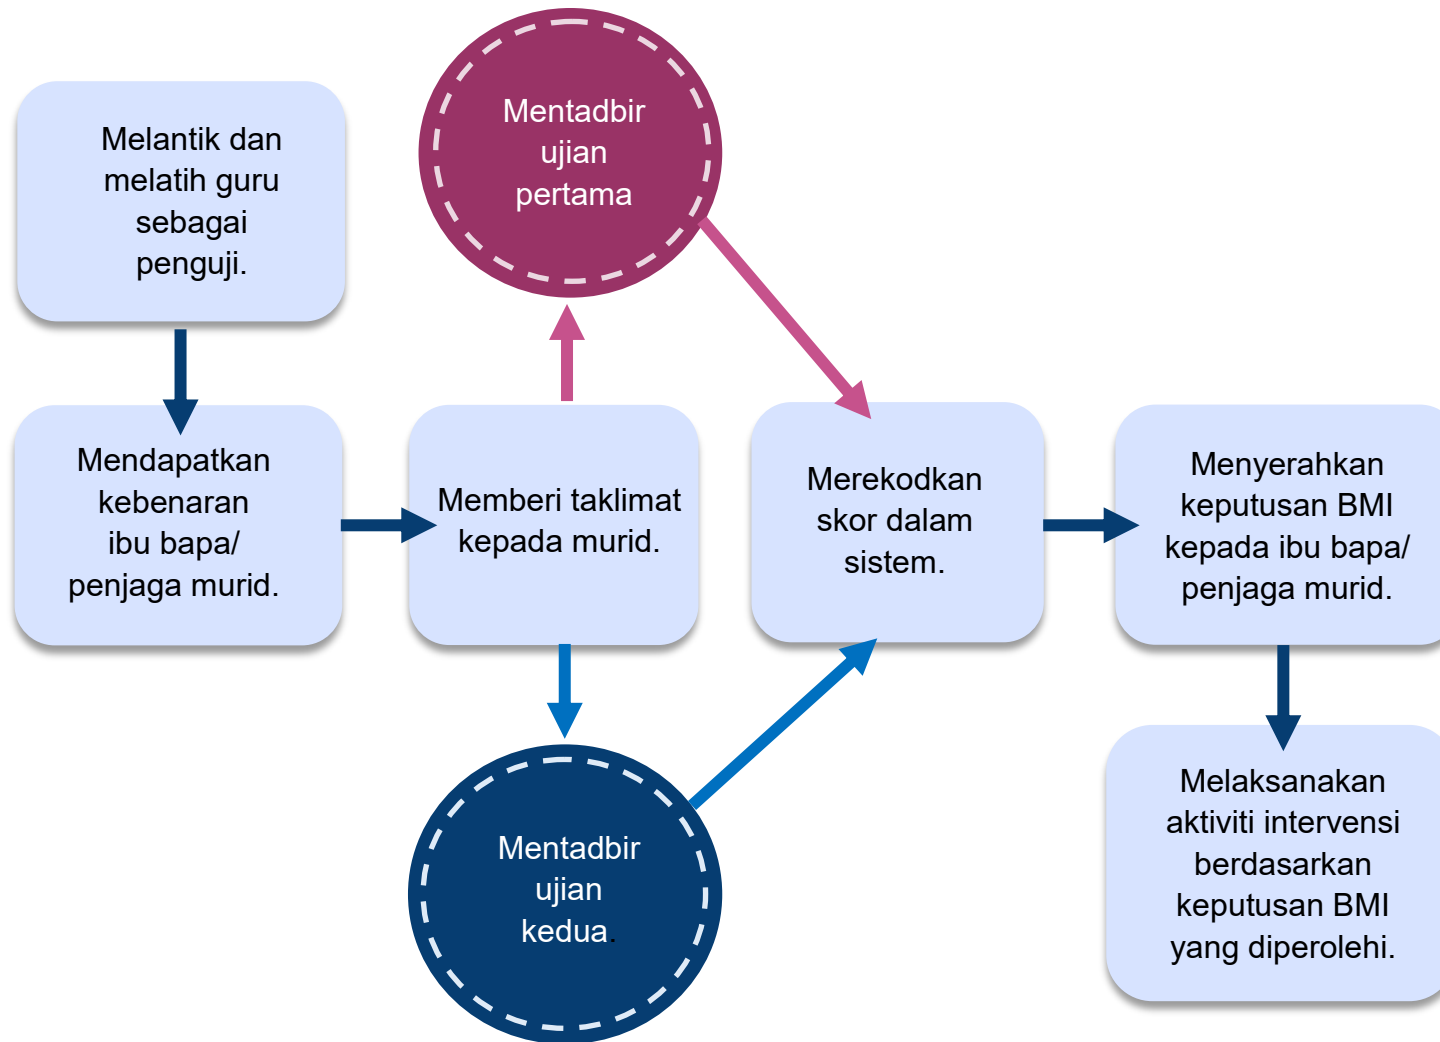 Melantik dan
melatih guru
sebagai
penguji.
Mendapatkan
kebenaran
ibu bapa/
penjaga murid.
Memberi taklimat
kepada murid.
Mentadbir
ujian
pertama
Mentadbir
ujian
kedua.
Merekodkan
skor dalam
sistem.
Menyerahkan
keputusan BMI
kepada ibu bapa/
penjaga murid.
Melaksanakan
aktiviti intervensi
berdasarkan
keputusan BMI
yang diperolehi.